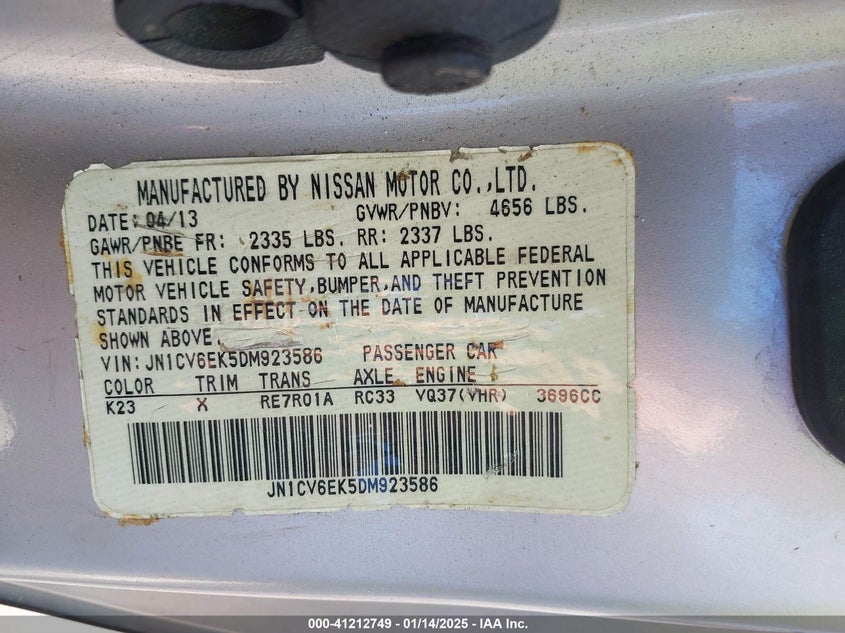 MANUFACTURED BY NISSAN MOTOR CO.,LTD.
DATE: 04/13 GVWR/PNBV: 4656 LBS.
GAWR/PNBE FR: 2335 LBS. RR: 2337 LBS.
THIS VEHICLE CONFORMS TO ALL APPLICABLE FEDERAL
MOTOR VEHICLE SAFETY,BUMPER,AND THEFT PREVENTION
STANDARDS IN EFFECT ON THE DATE OF MANUFACTURE
SHOWN ABOVE.
VIN:JN1CV6EK5DM923586 PASSENGER CAR
COLOR TRIM TRANS AXLE ENGINE
K23 X RE7R01A RC33 VQ37(VHR) 3696CC
JN1CV6EK5DM923586
000-41212749 - 01/14/2025 - IAA Inc.